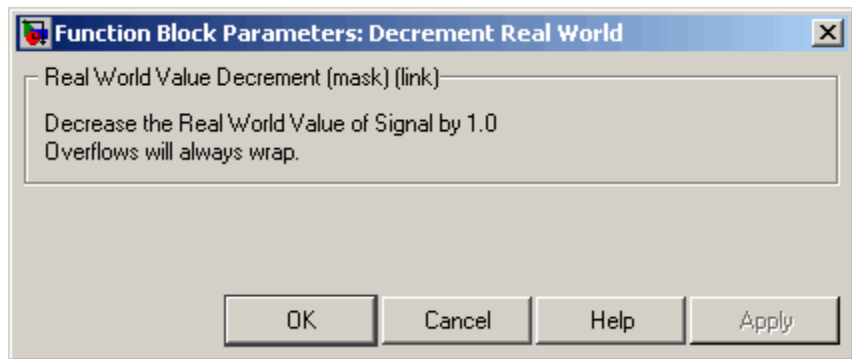 Function Block Parameters: Decrement Real World
Real World Value Decrement (mask) (link)
Decrease the Real World Value of Signal by 1.0
Overflows will always wrap.
OK
Cancel
Help
Apply